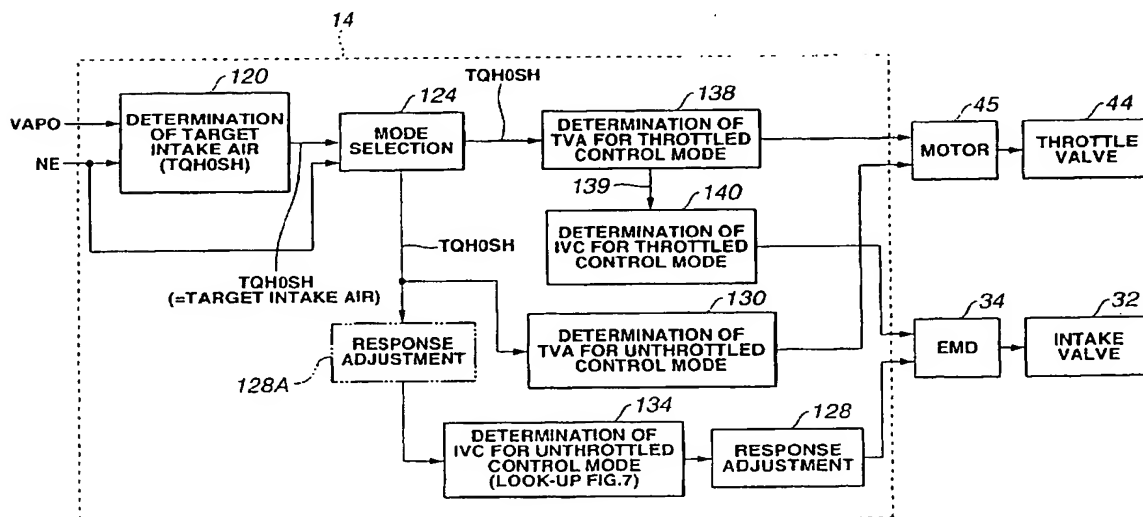 14
120
VAPO
NE
DETERMINATION
OF TARGET
INTAKE AIR
(TQH0SH)
124
MODE
SELECTION
TQH0SH
138
DETERMINATION OF
TVA FOR THROTTLED
CONTROL MODE
45
MOTOR
44
THROTTLE
VALVE
139
140
DETERMINATION OF
IVC FOR THROTTLED
CONTROL MODE
TQH0SH
TQH0SH
(=TARGET INTAKE AIR)
130
DETERMINATION OF
TVA FOR UNTHROTTLED
CONTROL MODE
34
EMD
32
INTAKE
VALVE
RESPONSE
ADJUSTMENT
128A
134
DETERMINATION OF
IVC FOR UNTHROTTLED
CONTROL MODE
(LOOK-UP FIG.7)
128
RESPONSE
ADJUSTMENT